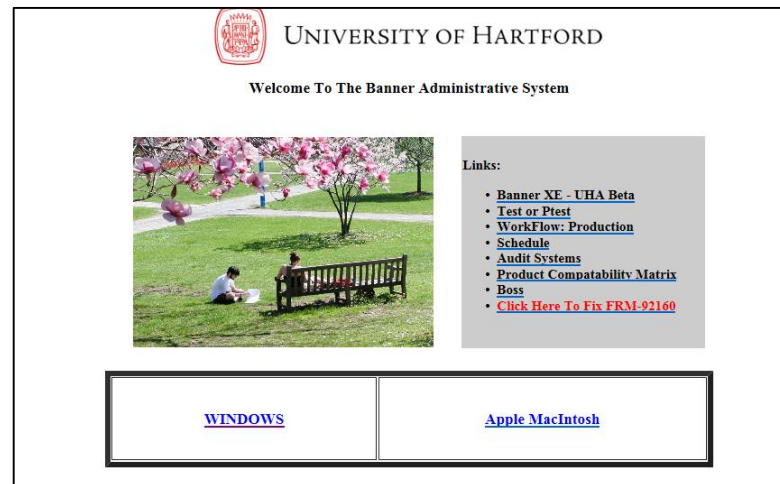 UNIVERSITY OF HARTFORD
Welcome To The Banner Administrative System
Links:
Banner XE - UHA Beta
Test or Ptest
WorkFlow: Production
Schedule
Audit Systems
Product Compatability Matrix
Boss
Click Here To Fix FRM-92160
WINDOWS
Apple MacIntosh